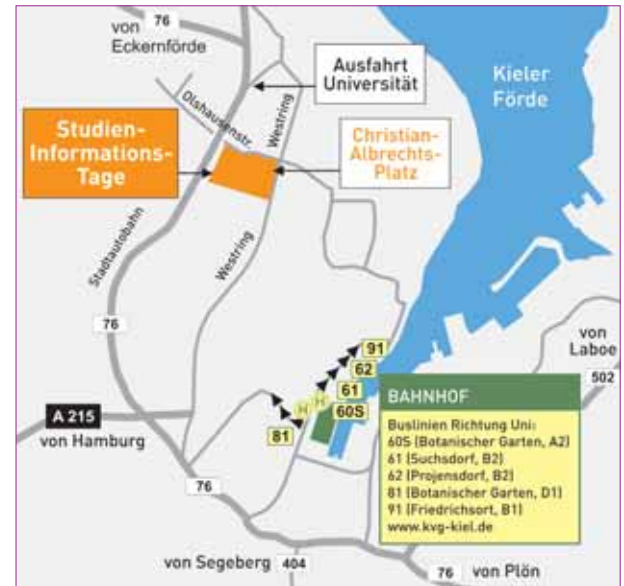 von
Eckernförde
76
Ausfahrt
Universität
Kieler
Förde
Olshausenstr.
Westring
Studien-
Informations-
Tage
Christian-
Albrechts-
Platz
Stadtautobahn
Westring
76
91
62
61
60S
H
H
81
von
Laboe
502
A 215
von Hamburg
BAHNHOF
Buslinien Richtung Uni:
60S (Botanischer Garten, A2)
61 (Suchsdorf, B2)
62 (Projensdorf, B2)
81 (Botanischer Garten, D1)
91 (Friedrichsort, B1)
www.kvg-kiel.de
76
von Segeberg 404
76 von Plön